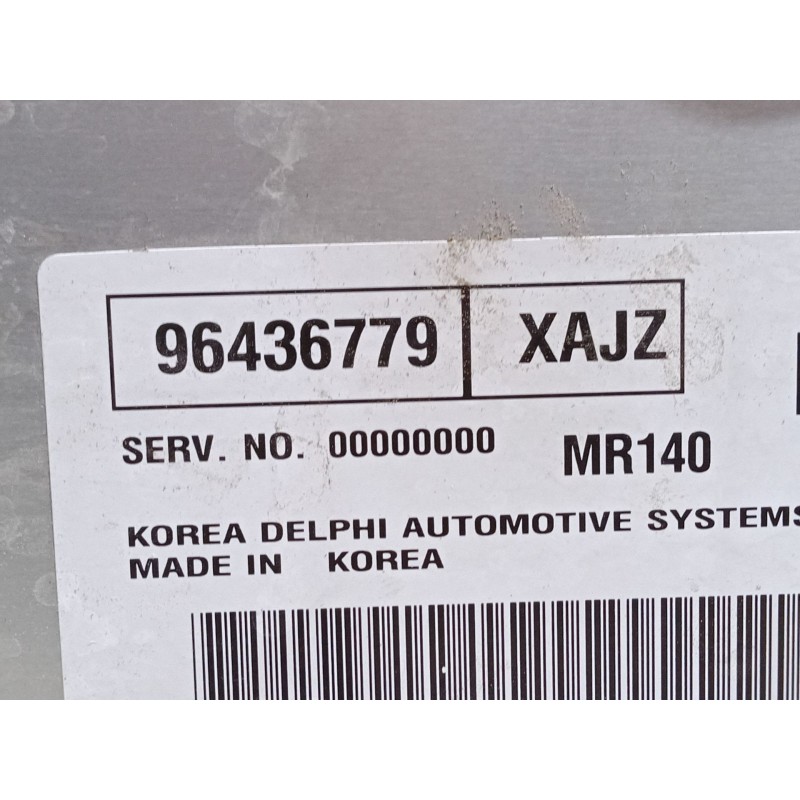 96436779 XAJZ
SERV. NO. 00000000 MR140
KOREA DELPHI AUTOMOTIVE SYSTEMS
MADE IN KOREA